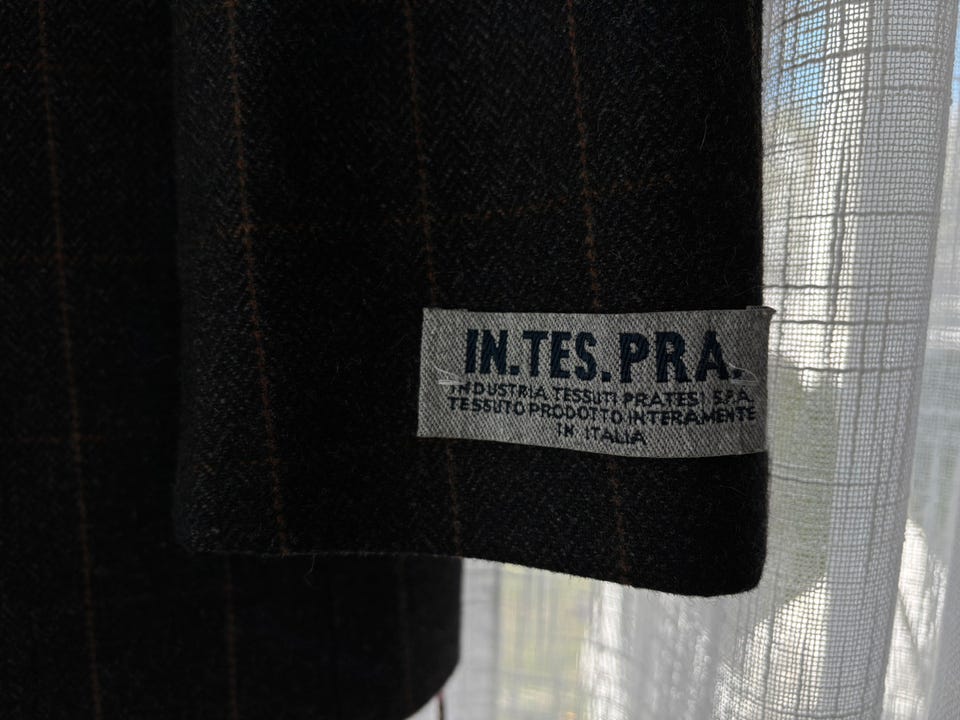 IN.TES.PRA.
INDUSTRIA TESSUTI PRATESI S.P.A.
TESSUTO PRODOTTO INTERAMENTE
IN ITALIA